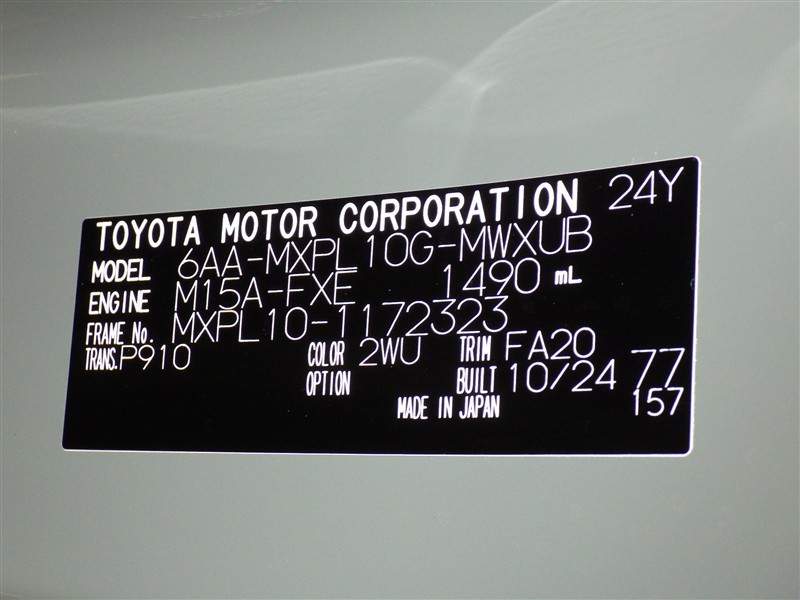 TOYOTA MOTOR CORPORATION 24Y
MODEL 6AA-MXPL10G-MWXUB
ENGINE M15A-FXE 1490 mL
FRAME No. MXPL10-1172323
TRANS. P910 COLOR 2WU TRIM FA20
OPTION BUILT 10/24 77
MADE IN JAPAN 157